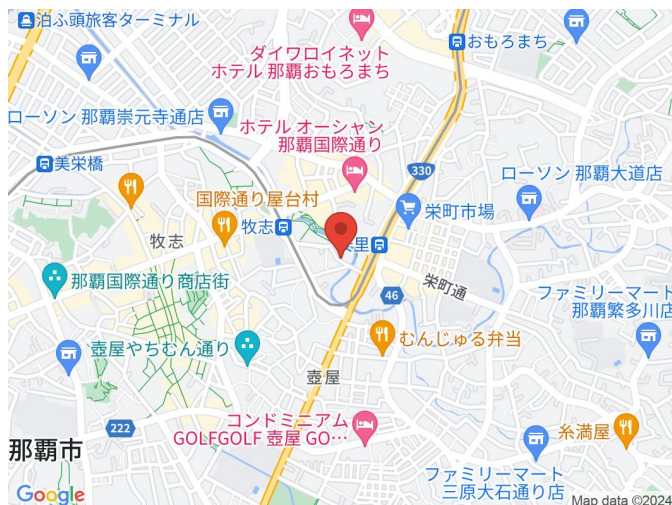 泊ふ頭旅客ターミナル
ダイワロイネット
ホテル 那覇おもろまち
おもろまち
ローソン 那覇崇元寺通店
ホテル オーシャン
那覇国際通り
330
美栄橋
ローソン 那覇大道店
国際通り屋台村
栄町市場
牧志
牧志
里
那覇国際通り商店街
46
栄町通
ファミリーマート
那覇繁多川店
むんじゅる弁当
壺屋やちむん通り
壺屋
コンドミニアム
GOLFGOLF 壺屋 GO…
222
糸満屋
那覇市
ファミリーマート
三原大石通り店
Google
Map data ©2024